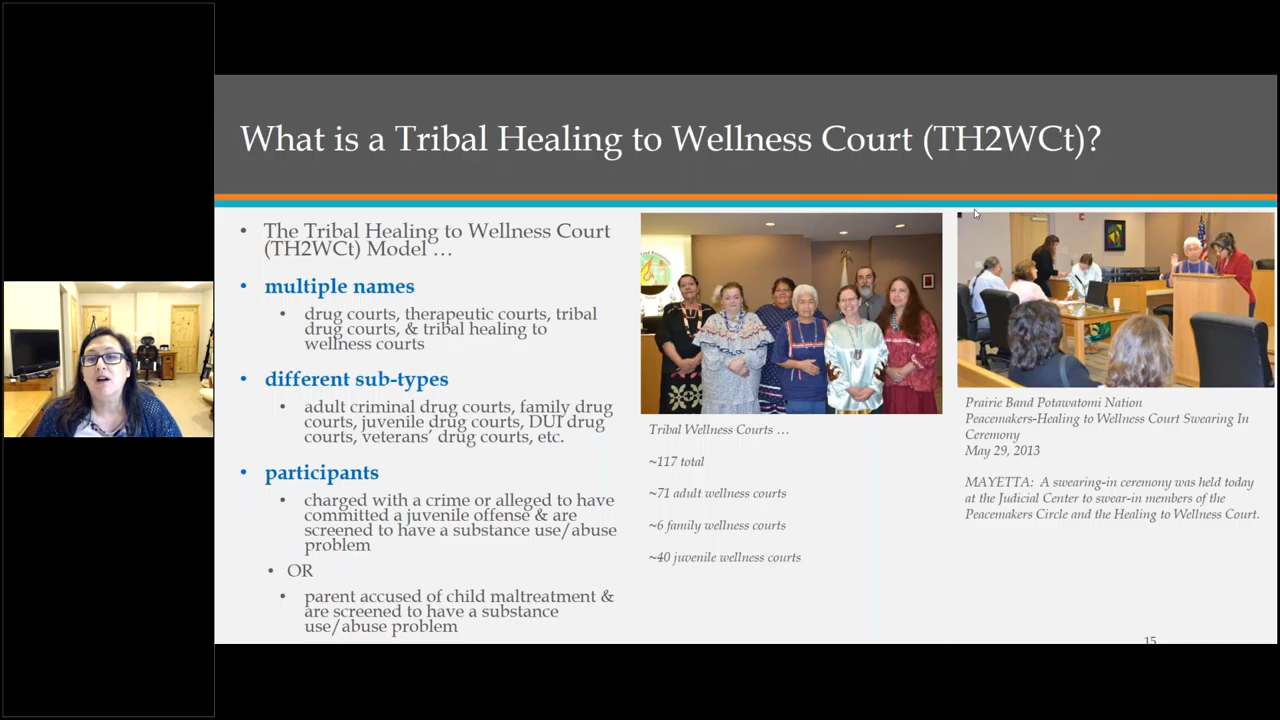 What is a Tribal Healing to Wellness Court (TH2WCt)?
• The Tribal Healing to Wellness Court
(TH2WCt) Model …
• multiple names
• drug courts, therapeutic courts, tribal
drug courts, & tribal healing to
wellness courts
• different sub-types
• adult criminal drug courts, family drug
courts, juvenile drug courts, DUI drug
courts, veterans’ drug courts, etc.
• participants
• charged with a crime or alleged to have
committed a juvenile offense & are
screened to have a substance use/abuse
problem
• OR
• parent accused of child maltreatment &
are screened to have a substance
use/abuse problem
Tribal Wellness Courts …
~117 total
~71 adult wellness courts
~6 family wellness courts
~40 juvenile wellness courts
Prairie Band Potawatomi Nation
Peacemakers-Healing to Wellness Court Swearing In
Ceremony
May 29, 2013
MAYETTA: A swearing-in ceremony was held today
at the Judicial Center to swear-in members of the
Peacemakers Circle and the Healing to Wellness Court.
15